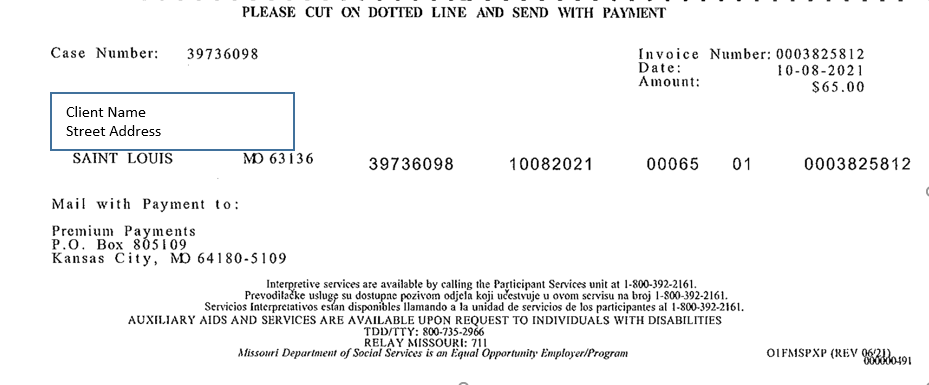 PLEASE CUT ON DOTTED LINE AND SEND WITH PAYMENT
Case Number: 39736098
Invoice Number: 0003825812
Date: 10-08-2021
Amount: $65.00
Client Name
Street Address
SAINT LOUIS MO 63136
39736098 10082021 00065 01 0003825812
Mail with Payment to:
Premium Payments
P.O. Box 805109
Kansas City, MO 64180-5109
Interpretive services are available by calling the Participant Services unit at 1-800-392-2161.
Prevodilačke usluge su dostupne pozivom odjela koji učestvuje u ovom servisu na broj 1-800-392-2161.
Servicios Interpretativos están disponibles llamando a la unidad de servicios de los participantes al 1-800-392-2161.
AUXILIARY AIDS AND SERVICES ARE AVAILABLE UPON REQUEST TO INDIVIDUALS WITH DISABILITIES
TDD/TTY: 800-735-2966
RELAY MISSOURI: 711
Missouri Department of Social Services is an Equal Opportunity Employer/Program
O1FMSPXP (REV 06/21)
000000491